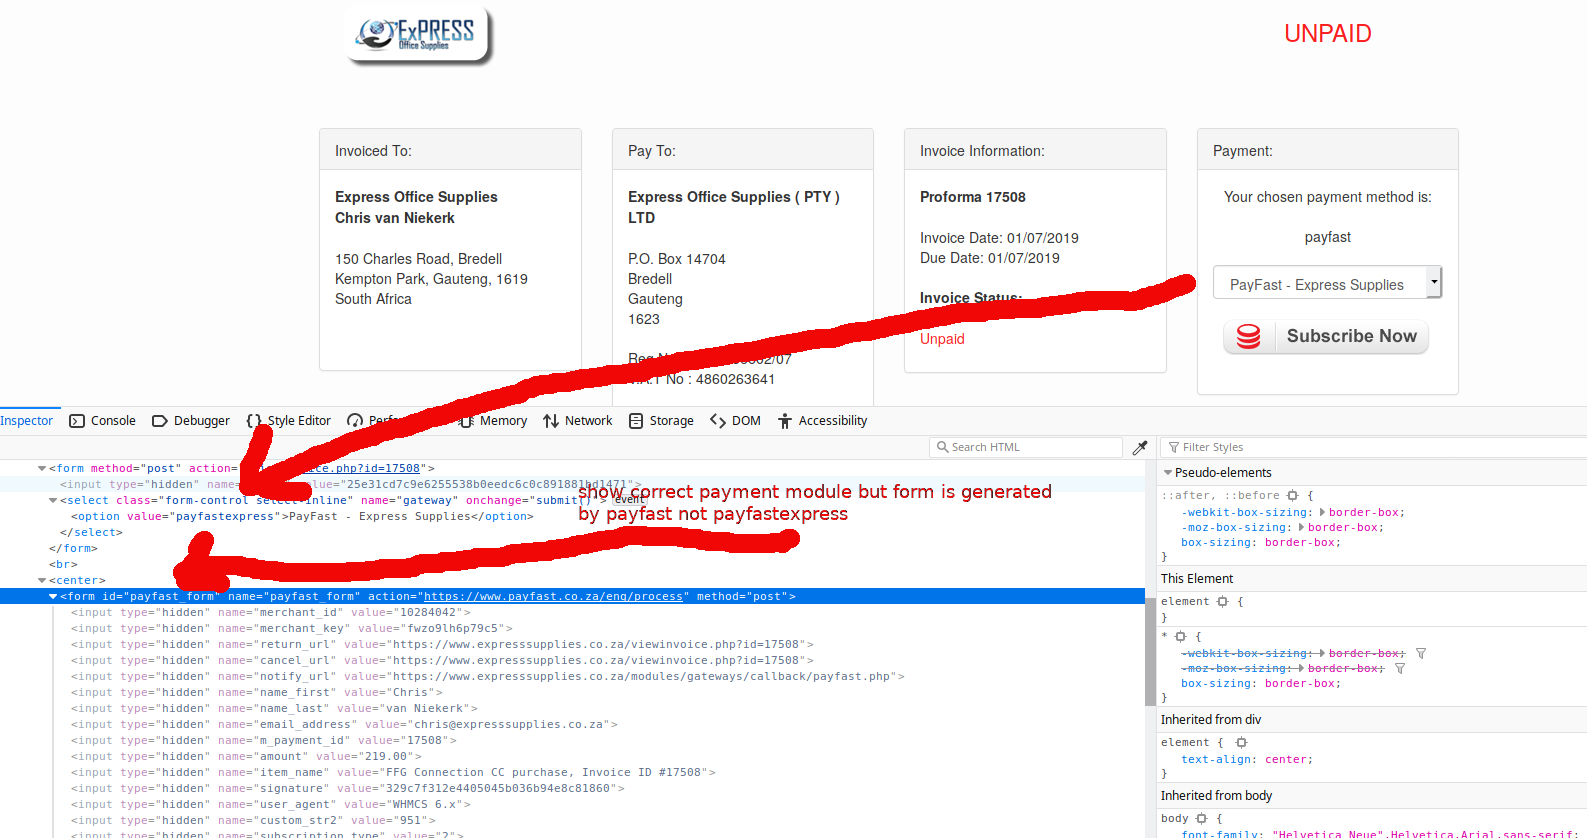 ExPRESS
Office Supplies
UNPAID
Invoiced To:
Express Office Supplies
Chris van Niekerk
150 Charles Road, Bredell
Kempton Park, Gauteng, 1619
South Africa
Pay To:
Express Office Supplies ( PTY )
LTD
P.O. Box 14704
Bredell
Gauteng
1623
/07
No : 4860263641
Invoice Information:
Proforma 17508
Invoice Date: 01/07/2019
Due Date: 01/07/2019
Invoice Status:
Unpaid
Payment:
Your chosen payment method is:
payfast
PayFast - Express Supplies
Subscribe Now
Inspector Console Debugger Style Editor Memory Network Storage DOM Accessibility
Search HTML
<form method="post" action= ice.php?id=17508">
<input type="hidden" value="25e31cd7c9e6255538b0eedc6c0c891881bd1471">
<select class="form-control select-inline" name="gateway" onchange="submit()"> event
<option value="payfastexpress">PayFast - Express Supplies</option>
</select>
</form>
<br>
<center>
show correct payment module but form is generated
by payfast not payfastexpress
<form id="payfast_form" name="payfast_form" action="https://www.payfast.co.za/eng/process" method="post">
<input type="hidden" name="merchant_id" value="10284042">
<input type="hidden" name="merchant_key" value="fwzo9lh6p79c5">
<input type="hidden" name="return_url" value="https://www.expresssupplies.co.za/viewinvoice.php?id=17508">
<input type="hidden" name="cancel_url" value="https://www.expresssupplies.co.za/viewinvoice.php?id=17508">
<input type="hidden" name="notify_url" value="https://www.expresssupplies.co.za/modules/gateways/callback/payfast.php">
<input type="hidden" name="name_first" value="Chris">
<input type="hidden" name="name_last" value="van Niekerk">
<input type="hidden" name="email_address" value="chris@expresssupplies.co.za">
<input type="hidden" name="m_payment_id" value="17508">
<input type="hidden" name="amount" value="219.00">
<input type="hidden" name="item_name" value="FFG Connection CC purchase, Invoice ID #17508">
<input type="hidden" name="signature" value="329c7f312e4405045b036b94e8c81860">
<input type="hidden" name="user_agent" value="WHMCS 6.x">
<input type="hidden" name="custom_str2" value="951">
<input type="hidden" name="subscription_type" value="2">
Filter Styles
Pseudo-elements
::after, ::before {
-webkit-box-sizing: border-box;
-moz-box-sizing: border-box;
box-sizing: border-box;
}
This Element
element {
}
* {
-webkit-box-sizing: border-box;
-moz-box-sizing: border-box;
box-sizing: border-box;
}
Inherited from div
element {
text-align: center;
}
Inherited from body
body {
font-family: "Helvetica Neue",Helvetica,Arial,sans-serif;